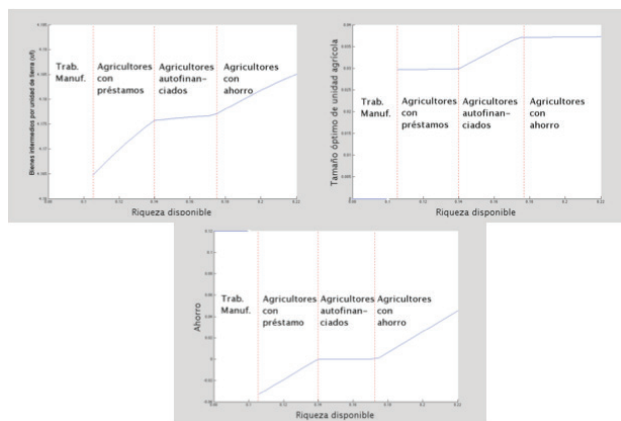 Bienes intermedios por unidad de tierra (xf)
Trab.
Manuf.
Agricultores
con
préstamos
Agricultores
autofinan-
ciados
Agricultores
con
ahorro
Riqueza disponible
Tamaño óptimo de unidad agrícola
Trab.
Manuf.
Agricultores
con
préstamos
Agricultores
autofinan-
ciados
Agricultores
con
ahorro
Riqueza disponible
Ahorro
Trab.
Manuf.
Agricultores
con
préstamo
Agricultores
autofinan-
ciados
Agricultores
con
ahorro
Riqueza disponible